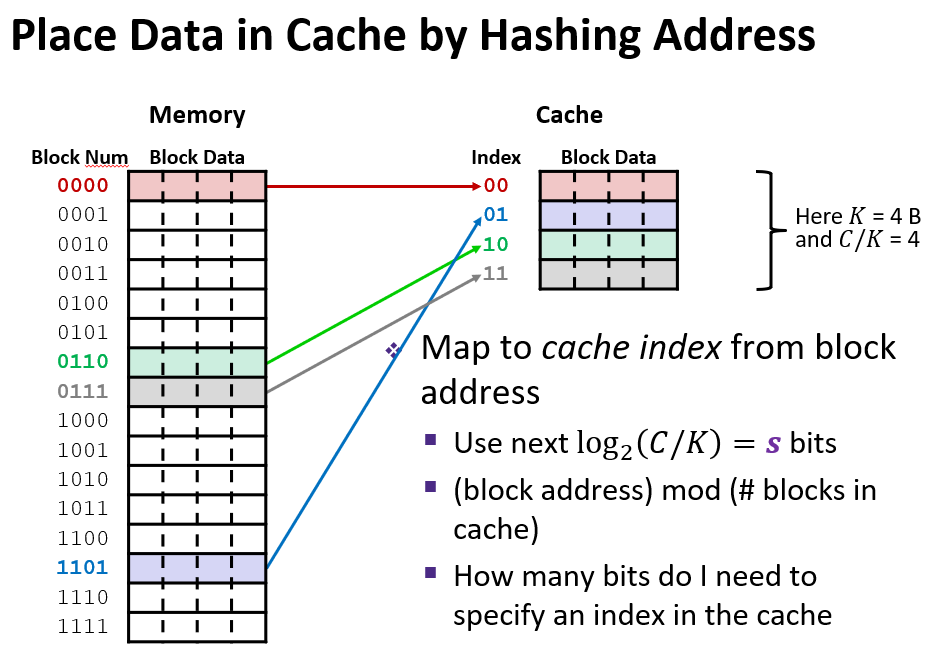 Place Data in Cache by Hashing Address
Memory
Cache
Block Num Block Data
Index Block Data
0000
0001
0010
0011
0100
0101
0110
0111
1000
1001
1010
1011
1100
1101
1110
1111
00
01
10
11
Here K = 4 B
and C/K = 4
❖ Map to cache index from block
address
▪ Use next log₂(C/K) = s bits
▪ (block address) mod (# blocks in
cache)
▪ How many bits do I need to
specify an index in the cache